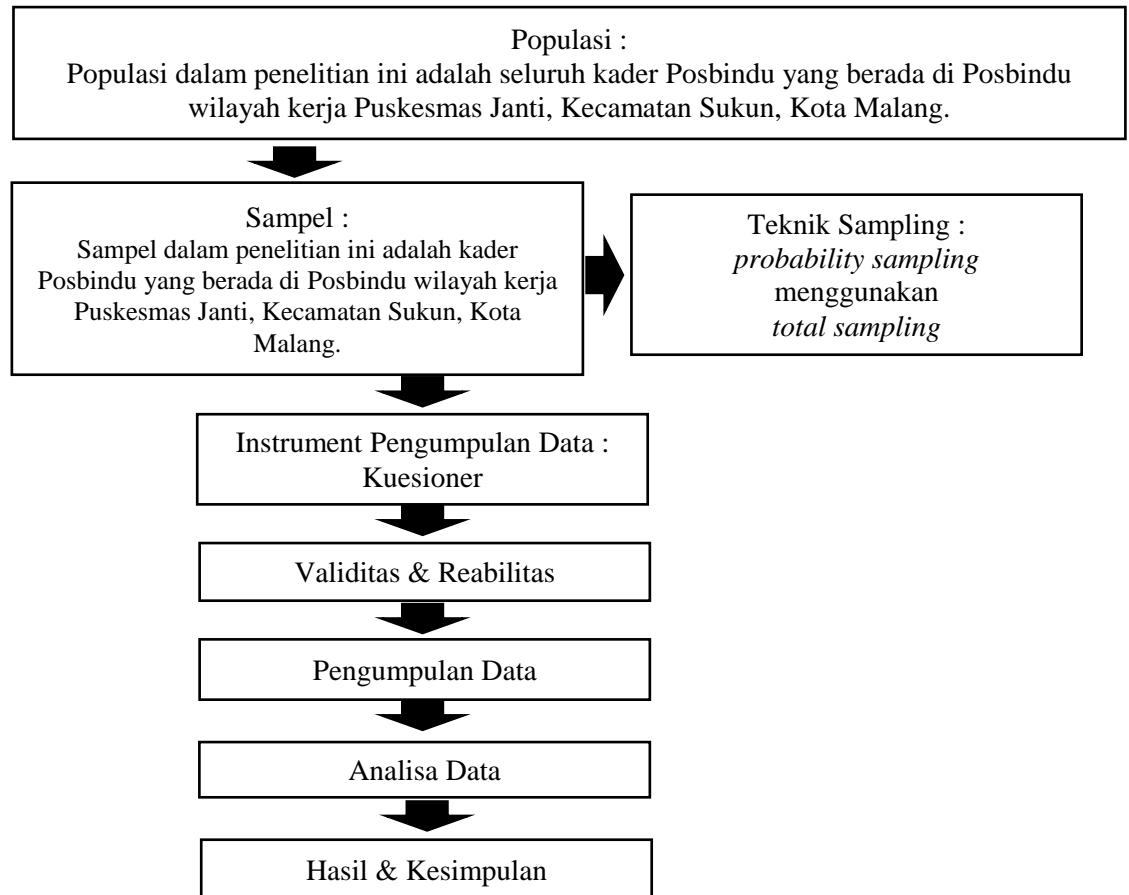 Populasi :
Populasi dalam penelitian ini adalah seluruh kader Posbindu yang berada di Posbindu
wilayah kerja Puskesmas Janti, Kecamatan Sukun, Kota Malang.
Sampel :
Sampel dalam penelitian ini adalah kader
Posbindu yang berada di Posbindu wilayah kerja
Puskesmas Janti, Kecamatan Sukun, Kota
Malang.
Teknik Sampling :
probability sampling
menggunakan
total sampling
Instrument Pengumpulan Data :
Kuesioner
Validitas & Reabilitas
Pengumpulan Data
Analisa Data
Hasil & Kesimpulan